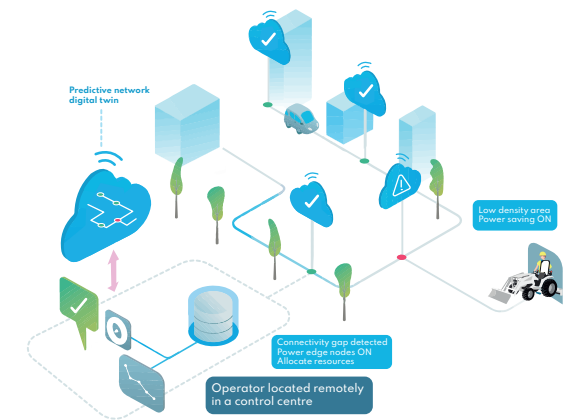 Predictive network
digital twin
Low density area
Power saving ON
Connectivity gap detected
Power edge nodes ON
Allocate resources
Operator located remotely
in a control centre